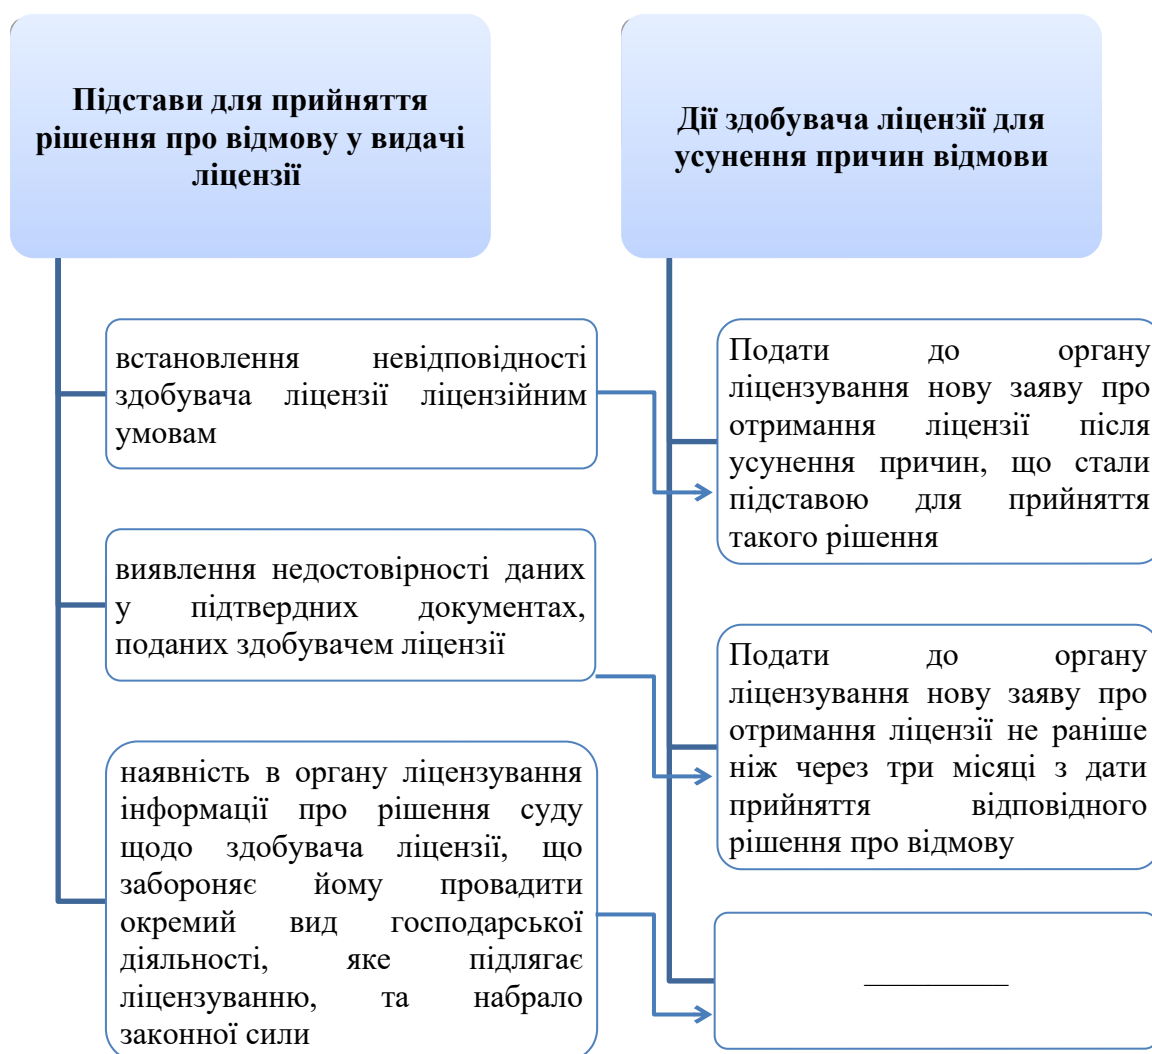 Підстави для прийняття
рішення про відмову у видачі
ліцензії
встановлення невідповідності
здобувача ліцензії ліцензійним
умовам
виявлення недостовірності даних
у підтвердних документах,
поданих здобувачем ліцензії
наявність в органу ліцензування
інформації про рішення суду
щодо здобувача ліцензії, що
забороняє йому провадити
окремий вид господарської
діяльності, яке підлягає
ліцензуванню, та набрало
законної сили
Дії здобувача ліцензії для
усунення причин відмови
Подати до органу
ліцензування нову заяву про
отримання ліцензії після
усунення причин, що стали
підставою для прийняття
такого рішення
Подати до органу
ліцензування нову заяву про
отримання ліцензії не раніше
ніж через три місяці з дати
прийняття відповідного
рішення про відмову
_________